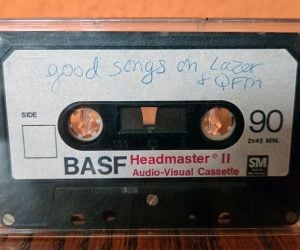 good songs on Lazer
+ QFM
SIDE
90
2x45 MIN.
BASF Headmaster® II
Audio-Visual Cassette
SM